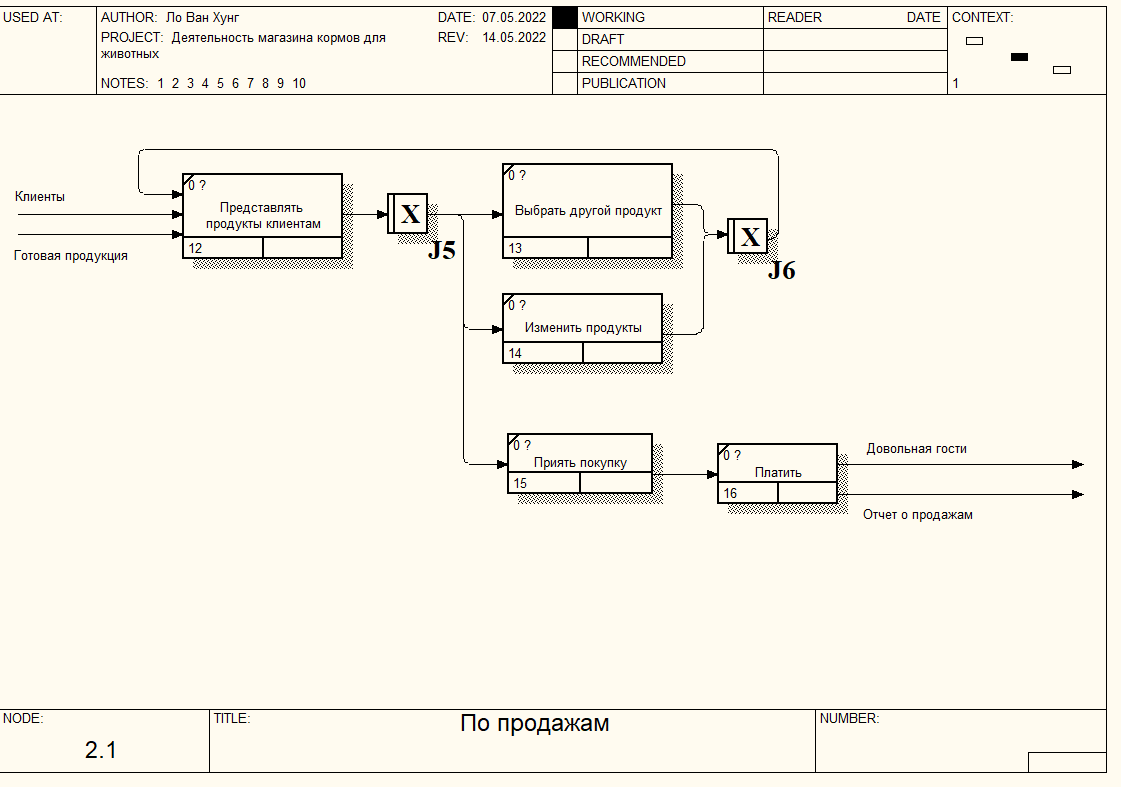 USED AT:
AUTHOR: Ло Ван Хунг
DATE: 07.05.2022
PROJECT: Деятельность магазина кормов для
животных
REV: 14.05.2022
NOTES: 1 2 3 4 5 6 7 8 9 10
WORKING
DRAFT
RECOMMENDED
PUBLICATION
READER DATE
CONTEXT:
1
Клиенты
Готовая продукция
0 ?
Представлять
продукты клиентам
12
X
J5
0 ?
Выбрать другой продукт
13
X
J6
0 ?
Изменить продукты
14
0 ?
Приять покупку
15
0 ?
Платить
16
Довольная гости
Отчет о продажам
NODE:
2.1
TITLE:
По продажам
NUMBER: